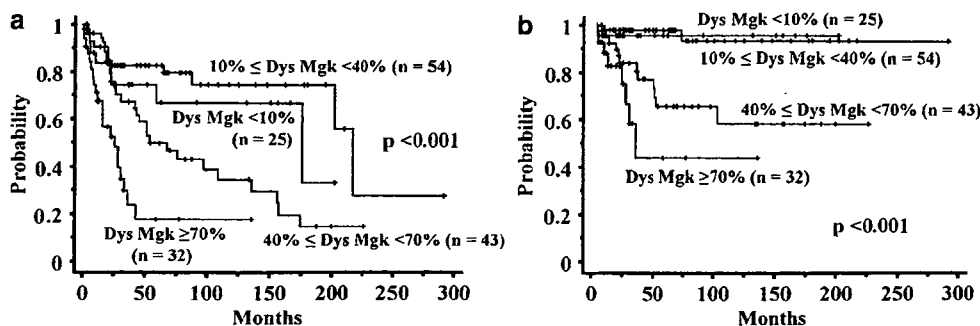 a
Probability
1
0.8
0.6
0.4
0.2
0
0
50
100
150
200
250
300
Months
10% ≤ Dys Mgk <40% (n = 54)
Dys Mgk <10%
(n = 25)
p <0.001
Dys Mgk ≥70%
(n = 32)
40% ≤ Dys Mgk <70% (n = 43)
b
Probability
1
0.8
0.6
0.4
0.2
0
0
50
100
150
200
250
300
Months
Dys Mgk <10% (n = 25)
10% ≤ Dys Mgk <40% (n = 54)
40% ≤ Dys Mgk <70% (n = 43)
Dys Mgk ≥70% (n = 32)
p <0.001